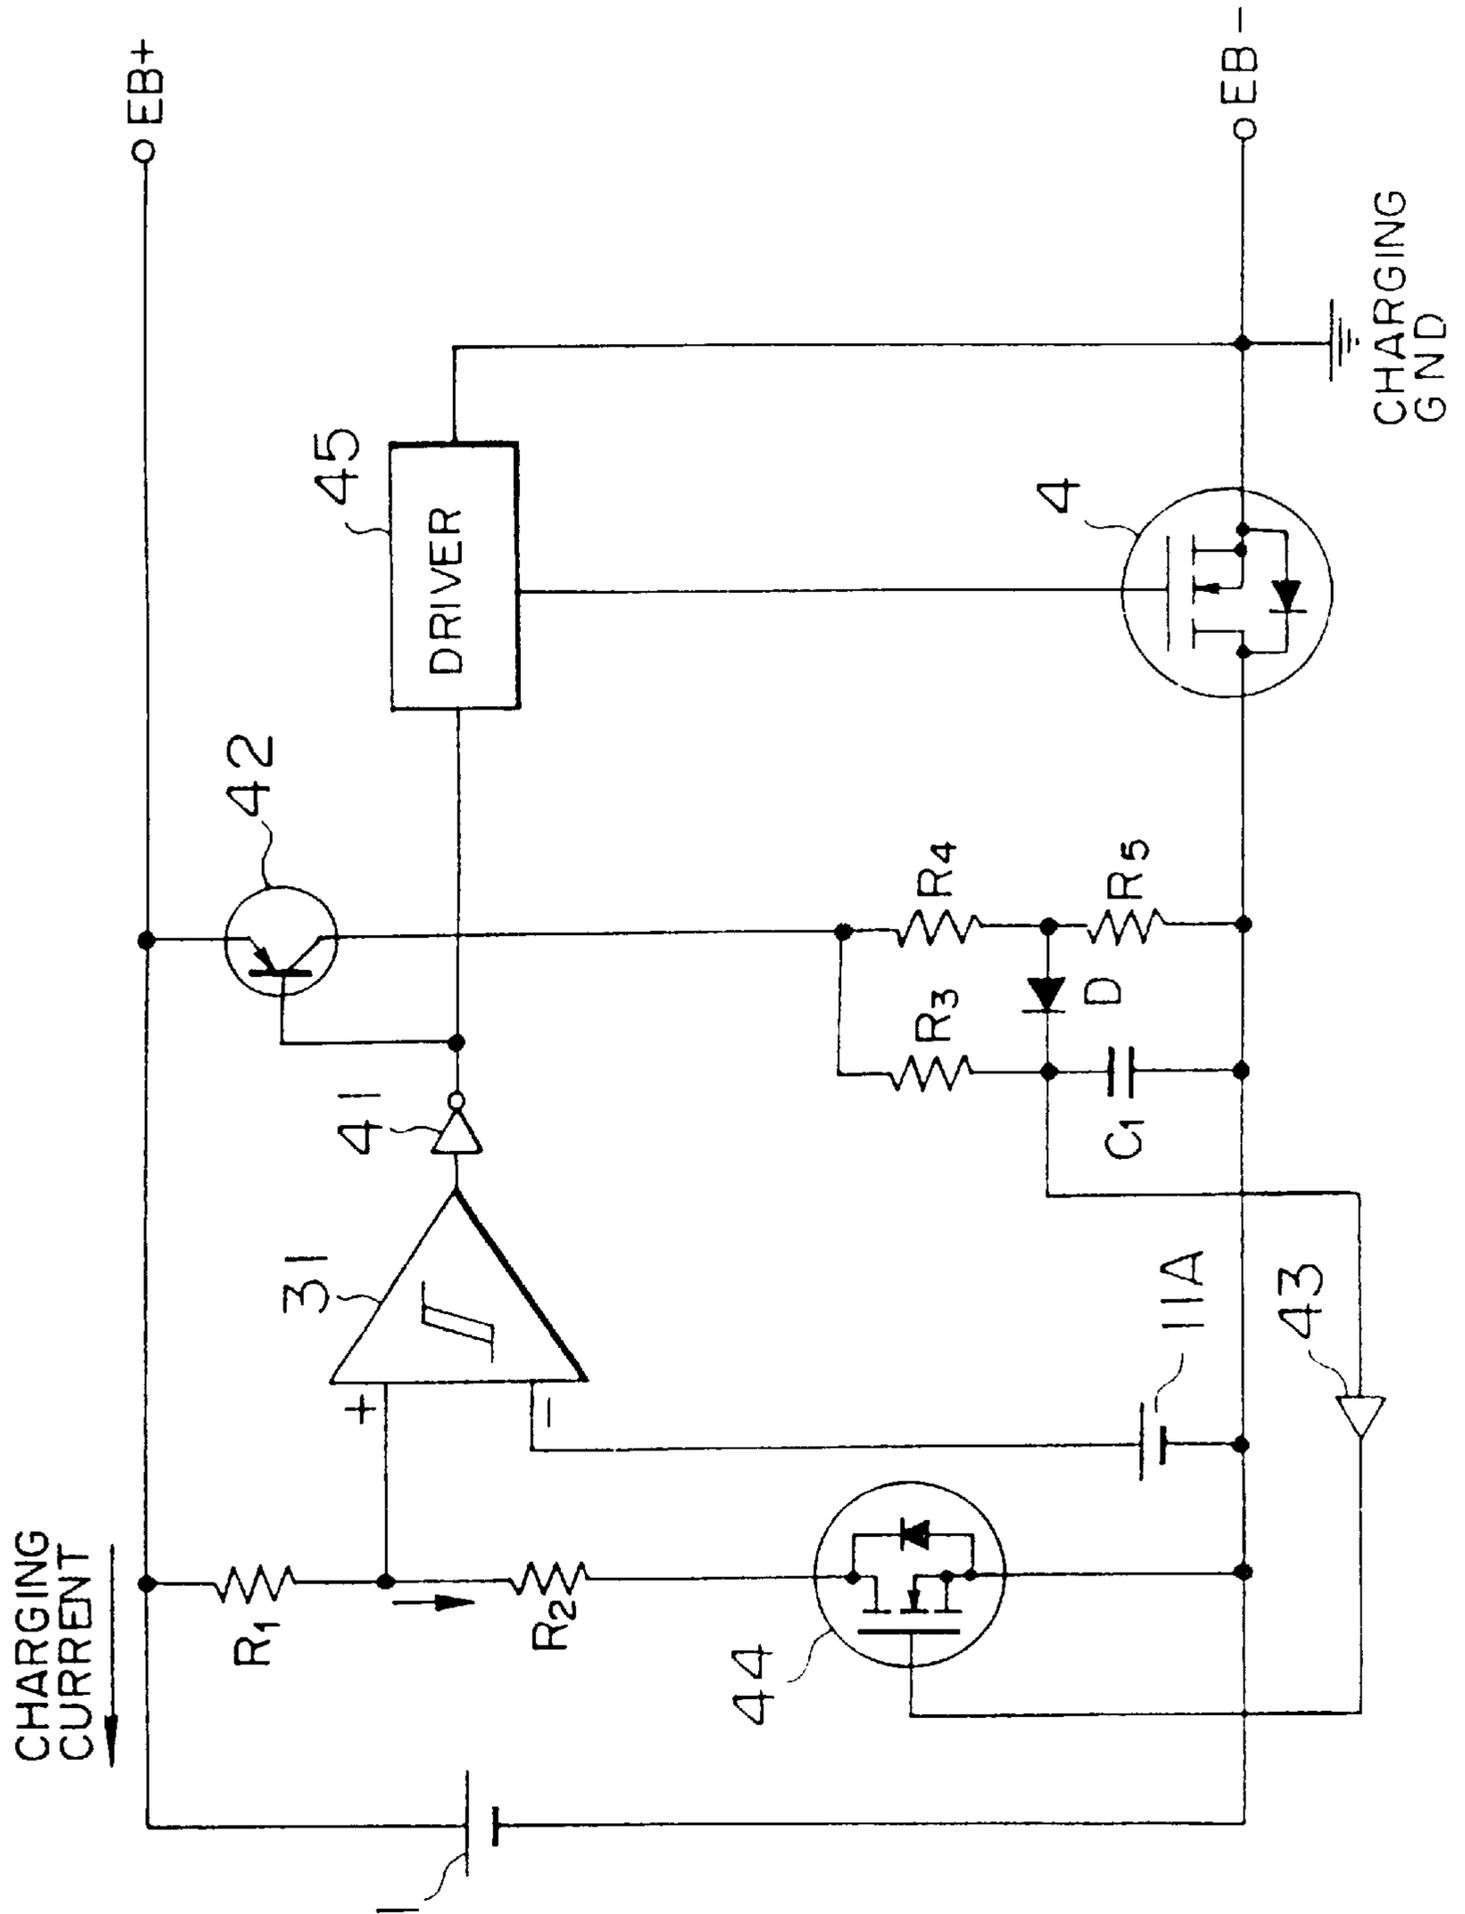 CHARGING
CURRENT
EB+
R1
31
41
42
45
DRIVER
+
−
1
R2
44
11A
R3
R4
D
C1
R5
4
43
EB −
CHARGING
GND